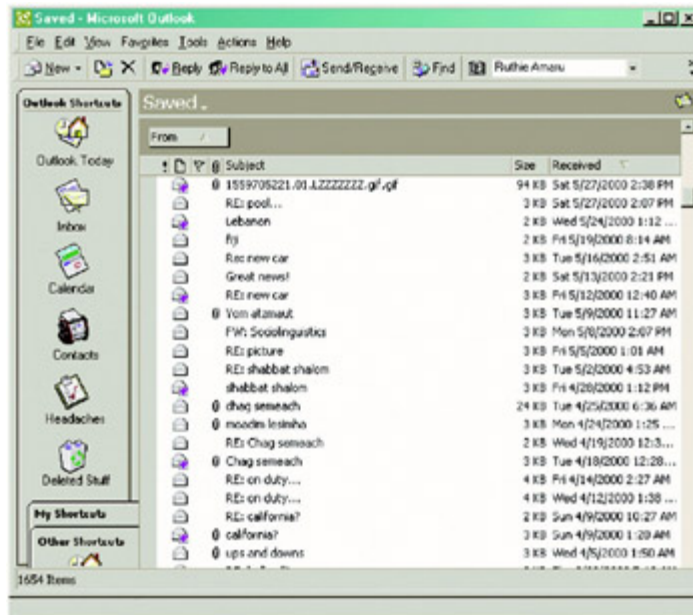 Saved - Microsoft Outlook
File Edit View Favorites Tools Actions Help
New Reply Reply to All Send/Receive Find Ruthie Amaru
Outlook Shortcuts
Saved
From
Outlook Today
! Subject Size Received
1559705221.01.LZZZZZZZ.gif.gif 94 KB Sat 5/27/2000 2:38 PM
RE: pool... 3 KB Sat 5/27/2000 2:07 PM
Lebanon 2 KB Wed 5/24/2000 1:12 ...
Inbox
fiji 2 KB Fri 5/19/2000 8:14 AM
Re: new car 3 KB Tue 5/16/2000 2:51 AM
Great news! 2 KB Sat 5/13/2000 2:21 PM
Calendar
RE: new car 3 KB Fri 5/12/2000 12:40 AM
Yom atzmaut 3 KB Tue 5/9/2000 11:27 AM
FW: Sociolinguistics 3 KB Mon 5/8/2000 2:07 PM
Contacts
RE: picture 3 KB Fri 5/5/2000 1:01 AM
RE: shabbat shalom 3 KB Tue 5/2/2000 4:53 AM
shabbat shalom 3 KB Fri 4/28/2000 1:12 PM
Headaches
chag semeach 24 KB Tue 4/25/2000 6:36 AM
moadim lesimha 3 KB Mon 4/24/2000 1:25 ...
RE: Chag semeach 2 KB Wed 4/19/2000 12:3...
Chag semeach 3 KB Tue 4/18/2000 12:28...
Deleted Stuff
RE: on duty... 4 KB Fri 4/14/2000 2:27 AM
RE: on duty... 4 KB Wed 4/12/2000 1:38 ...
My Shortcuts
RE: california? 2 KB Sun 4/9/2000 10:27 AM
california? 3 KB Sun 4/9/2000 1:20 AM
Other Shortcuts
ups and downs 3 KB Wed 4/5/2000 1:50 AM
1654 Items